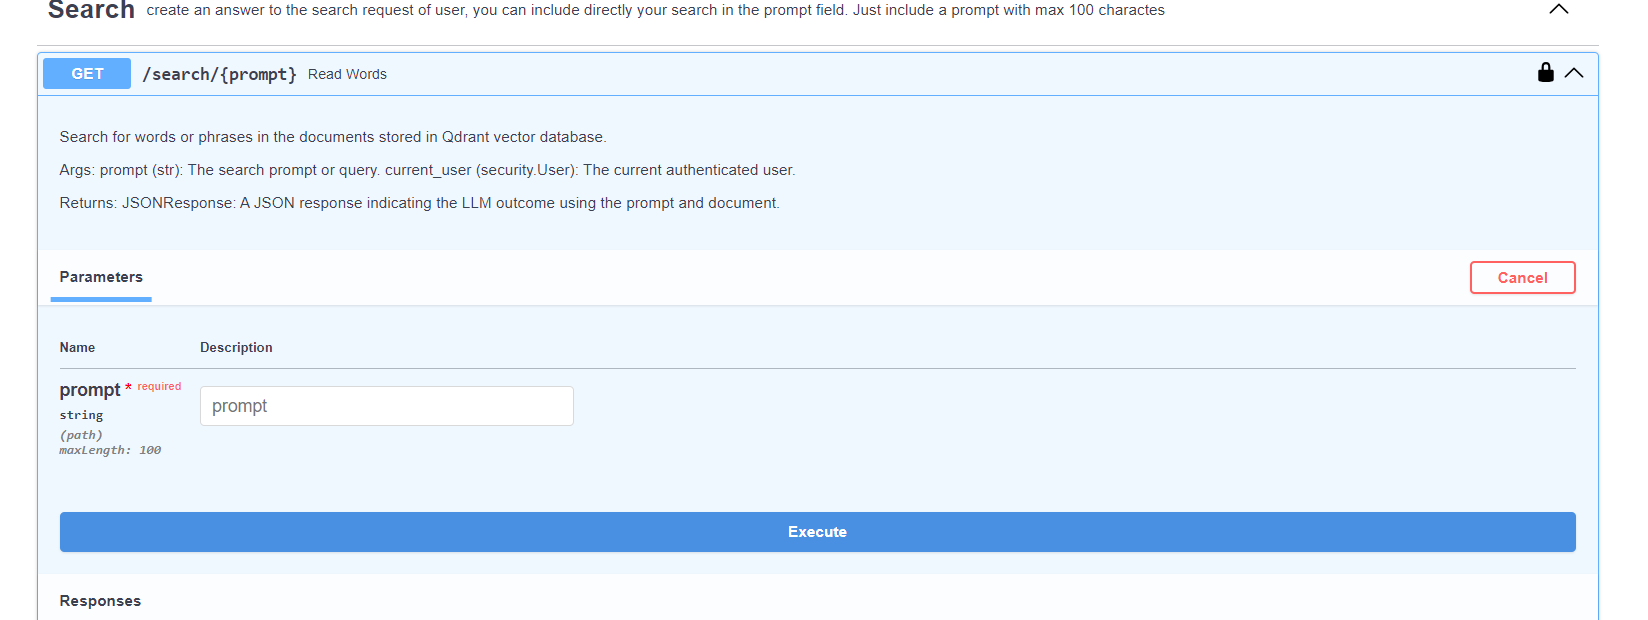 Search create an answer to the search request of user, you can include directly your search in the prompt field. Just include a prompt with max 100 charactes
GET /search/{prompt} Read Words
Search for words or phrases in the documents stored in Qdrant vector database.
Args: prompt (str): The search prompt or query. current_user (security.User): The current authenticated user.
Returns: JSONResponse: A JSON response indicating the LLM outcome using the prompt and document.
Parameters
Cancel
Name Description
prompt * required
string
(path)
maxLength: 100
prompt
Execute
Responses